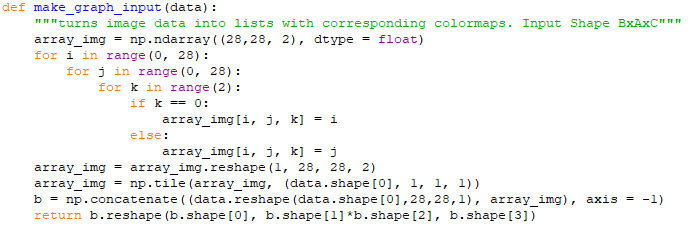 def make_graph_input(data):
    """turns image data into lists with corresponding colormaps. Input Shape BxAxC"""
    array_img = np.ndarray((28,28, 2), dtype = float)
    for i in range(0, 28):
        for j in range(0, 28):
            for k in range(2):
                if k == 0:
                    array_img[i, j, k] = i
                else:
                    array_img[i, j, k] = j
    array_img = array_img.reshape(1, 28, 28, 2)
    array_img = np.tile(array_img, (data.shape[0], 1, 1, 1))
    b = np.concatenate((data.reshape(data.shape[0],28,28,1), array_img), axis = -1)
    return b.reshape(b.shape[0], b.shape[1]*b.shape[2], b.shape[3])